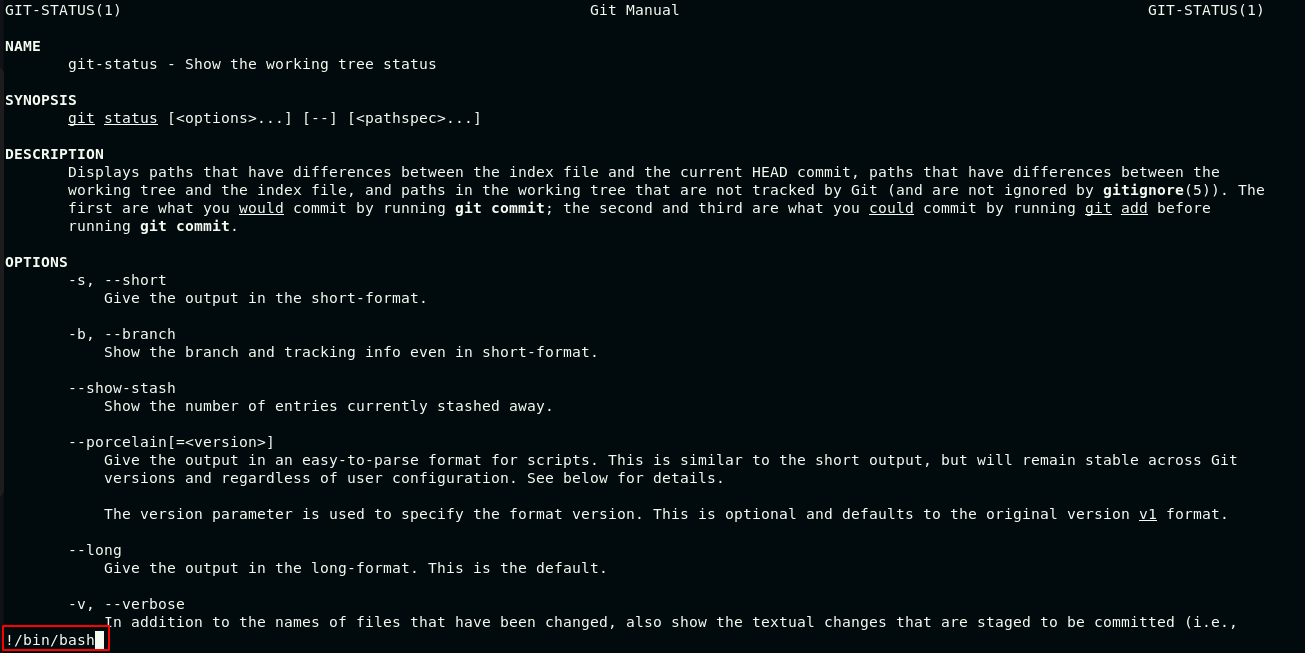 GIT-STATUS(1) Git Manual GIT-STATUS(1)
NAME
git-status - Show the working tree status
SYNOPSIS
git status [<options>...] [--] [<pathspec>...]
DESCRIPTION
Displays paths that have differences between the index file and the current HEAD commit, paths that have differences between the
working tree and the index file, and paths in the working tree that are not tracked by Git (and are not ignored by gitignore(5)). The
first are what you would commit by running git commit; the second and third are what you could commit by running git add before
running git commit.
OPTIONS
-s, --short
Give the output in the short-format.
-b, --branch
Show the branch and tracking info even in short-format.
--show-stash
Show the number of entries currently stashed away.
--porcelain[=<version>]
Give the output in an easy-to-parse format for scripts. This is similar to the short output, but will remain stable across Git
versions and regardless of user configuration. See below for details.
The version parameter is used to specify the format version. This is optional and defaults to the original version v1 format.
--long
Give the output in the long-format. This is the default.
-v, --verbose
In addition to the names of files that have been changed, also show the textual changes that are staged to be committed (i.e.,
!/bin/bash